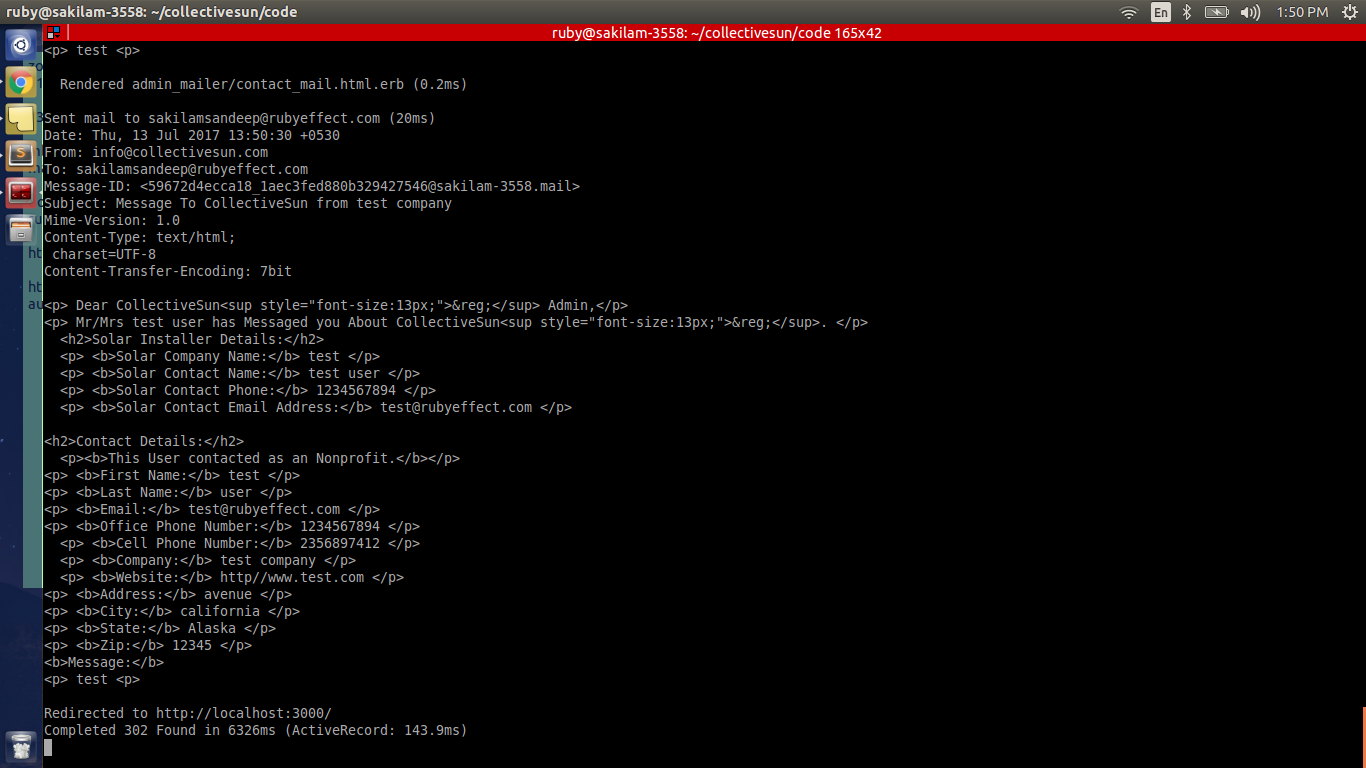 ruby@sakilam-3558: ~/collectivesun/code
En
1:50 PM
ruby@sakilam-3558: ~/collectivesun/code 165x42
<p> test <p>
  Rendered admin_mailer/contact_mail.html.erb (0.2ms)
Sent mail to sakilamsandeep@rubyeffect.com (20ms)
Date: Thu, 13 Jul 2017 13:50:30 +0530
From: info@collectivesun.com
To: sakilamsandeep@rubyeffect.com
Message-ID: <59672d4ecca18_1aec3fed880b329427546@sakilam-3558.mail>
Subject: Message To CollectiveSun from test company
Mime-Version: 1.0
Content-Type: text/html;
 charset=UTF-8
Content-Transfer-Encoding: 7bit
<p> Dear CollectiveSun<sup style="font-size:13px;">&reg;</sup> Admin,</p>
<p> Mr/Mrs test user has Messaged you About CollectiveSun<sup style="font-size:13px;">&reg;</sup>. </p>
  <h2>Solar Installer Details:</h2>
  <p> <b>Solar Company Name:</b> test </p>
  <p> <b>Solar Contact Name:</b> test user </p>
  <p> <b>Solar Contact Phone:</b> 1234567894 </p>
  <p> <b>Solar Contact Email Address:</b> test@rubyeffect.com </p>
<h2>Contact Details:</h2>
  <p><b>This User contacted as an Nonprofit.</b></p>
<p> <b>First Name:</b> test </p>
<p> <b>Last Name:</b> user </p>
<p> <b>Email:</b> test@rubyeffect.com </p>
<p> <b>Office Phone Number:</b> 1234567894 </p>
  <p> <b>Cell Phone Number:</b> 2356897412 </p>
  <p> <b>Company:</b> test company </p>
  <p> <b>Website:</b> http//www.test.com </p>
<p> <b>Address:</b> avenue </p>
<p> <b>City:</b> california </p>
<p> <b>State:</b> Alaska </p>
<p> <b>Zip:</b> 12345 </p>
<b>Message:</b>
<p> test <p>
Redirected to http://localhost:3000/
Completed 302 Found in 6326ms (ActiveRecord: 143.9ms)